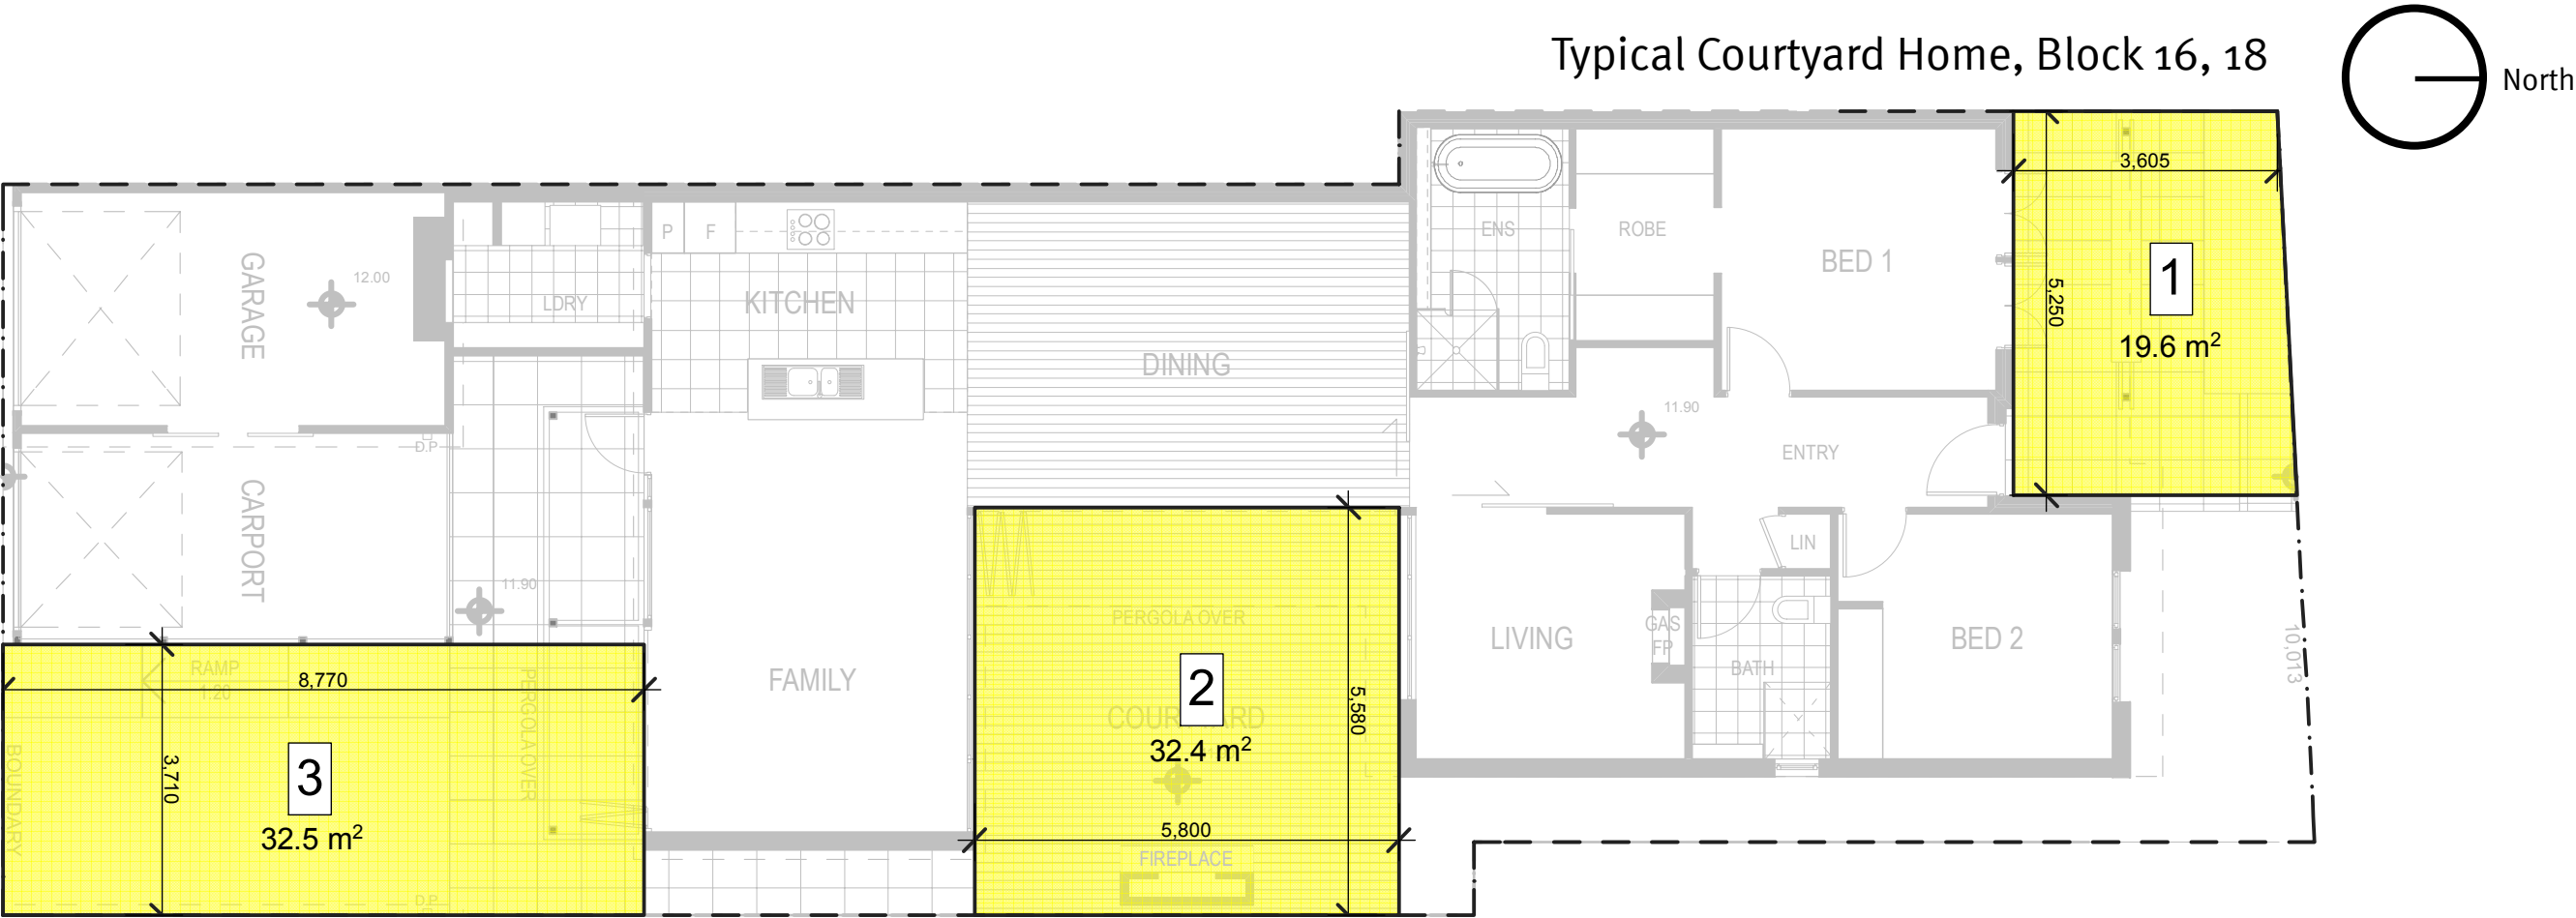 Typical Courtyard Home, Block 16, 18
North
3,605
P
F
ENS
ROBE
BED 1
GARAGE
12.00
LDRY
KITCHEN
1
5,250
19.6 m²
DINING
11.90
D.P
ENTRY
CARPORT
LIN
11.90
PERGOLA OVER
GAS
FP
LIVING
BATH
BED 2
10,013
RAMP
1:20
8,770
FAMILY
PERGOLA OVER
2
COURTYARD
5,580
32.4 m²
BOUNDARY
3,710
3
32.5 m²
5,800
FIREPLACE
D.P